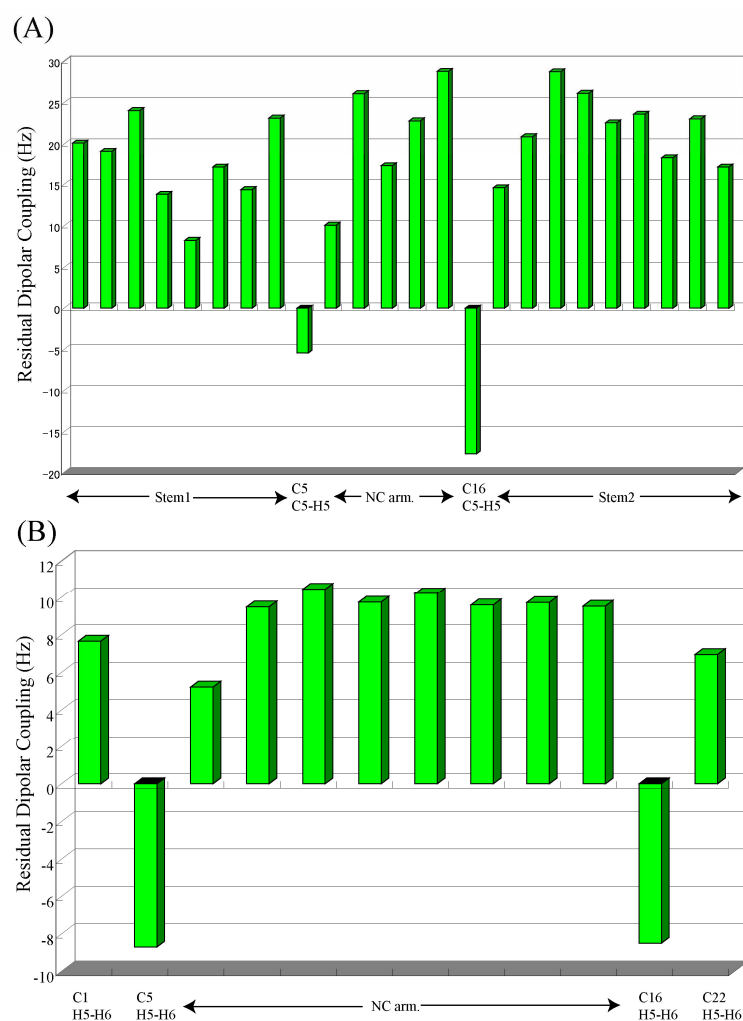 (A)
Residual Dipolar Coupling (Hz)
30
25
20
15
10
5
0
−5
−10
−15
−20
Stem1
C5
C5-H5
NC arm.
C16
C5-H5
Stem2
(B)
Residual Dipolar Coupling (Hz)
12
10
8
6
4
2
0
-2
-4
-6
-8
-10
C1
H5-H6
C5
H5-H6
NC arm.
C16
H5-H6
C22
H5-H6